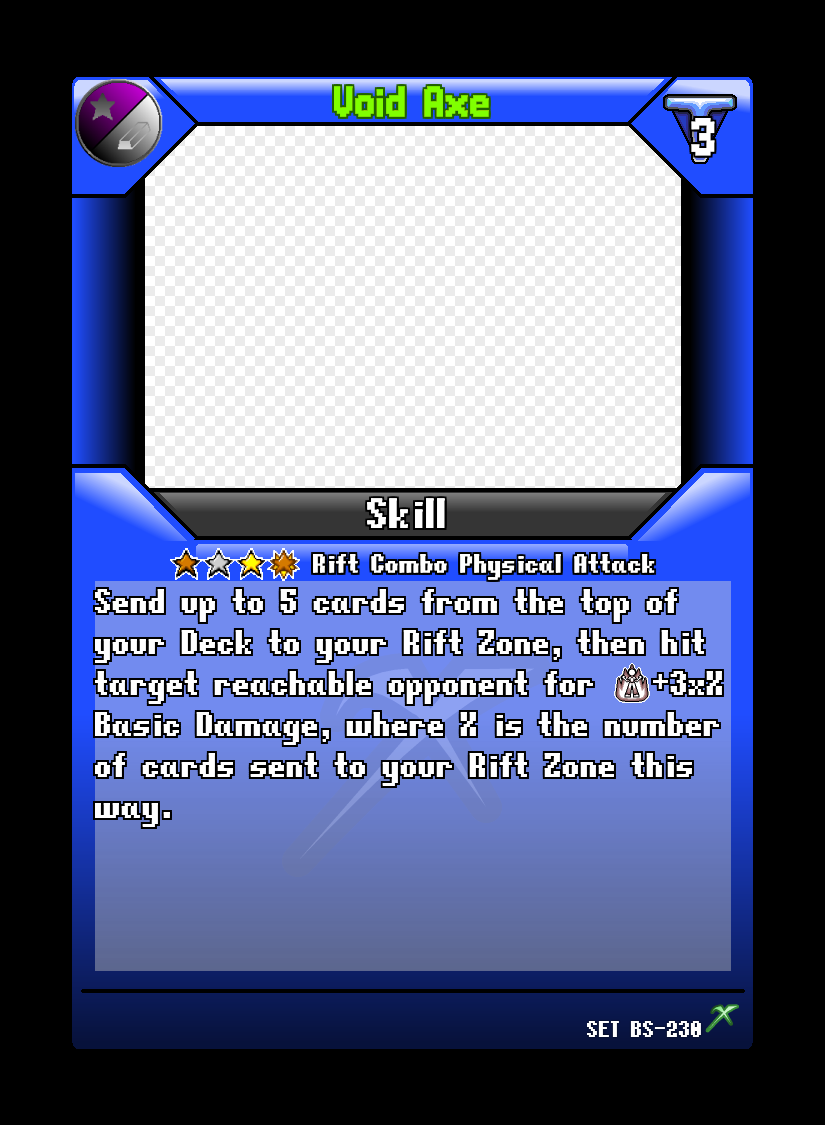 Void Axe
3
Skill
Rift Combo Physical Attack
Send up to 5 cards from the top of
your Deck to your Rift Zone, then hit
target reachable opponent for A+3xX
Basic Damage, where X is the number
of cards sent to your Rift Zone this
way.
SET BS-230